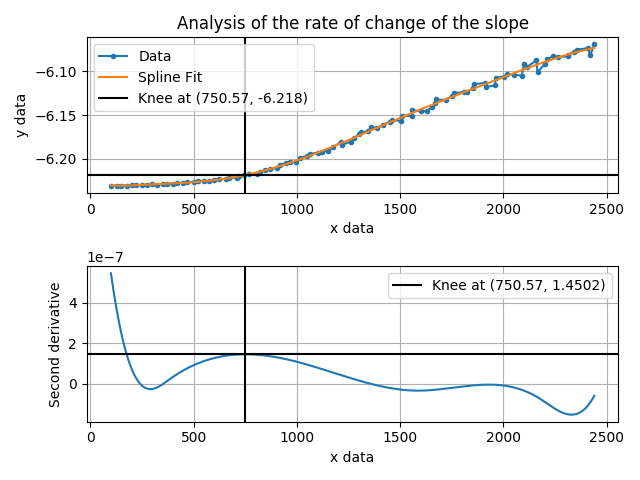 Analysis of the rate of change of the slope
Data
Spline Fit
Knee at (750.57, -6.218)
−6.10
−6.15
−6.20
y data
0 500 1000 1500 2000 2500
x data
1e−7
Knee at (750.57, 1.4502)
4
2
0
Second derivative
0 500 1000 1500 2000 2500
x data